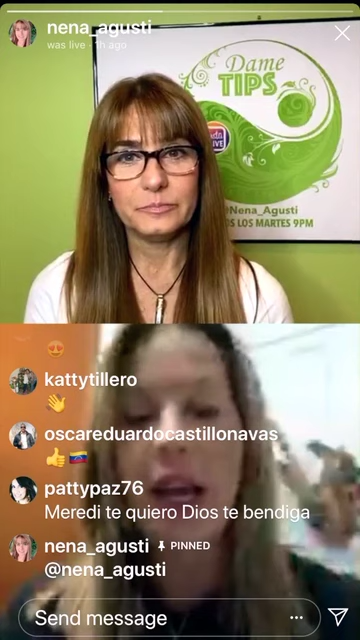 nena_agusti
was live · 1h ago
Dame
TIPS
LIVE
@Nena_Agusti
LOS MARTES 9PM
kattytillero
👋
oscareduardocastillonavas
👍🇻🇪
pattypaz76
Meredi te quiero Dios te bendiga
nena_agusti PINNED
@nena_agusti
Send message